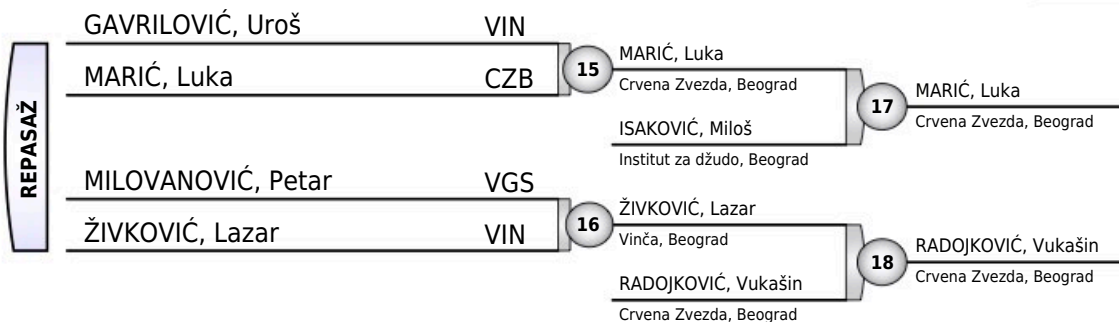 REPASAŽ
GAVRILOVIĆ, Uroš VIN
MARIĆ, Luka CZB
15
MARIĆ, Luka
Crvena Zvezda, Beograd
ISAKOVIĆ, Miloš
Institut za džudo, Beograd
17
MARIĆ, Luka
Crvena Zvezda, Beograd
MILOVANOVIĆ, Petar VGS
ŽIVKOVIĆ, Lazar VIN
16
ŽIVKOVIĆ, Lazar
Vinča, Beograd
RADOJKOVIĆ, Vukašin
Crvena Zvezda, Beograd
18
RADOJKOVIĆ, Vukašin
Crvena Zvezda, Beograd